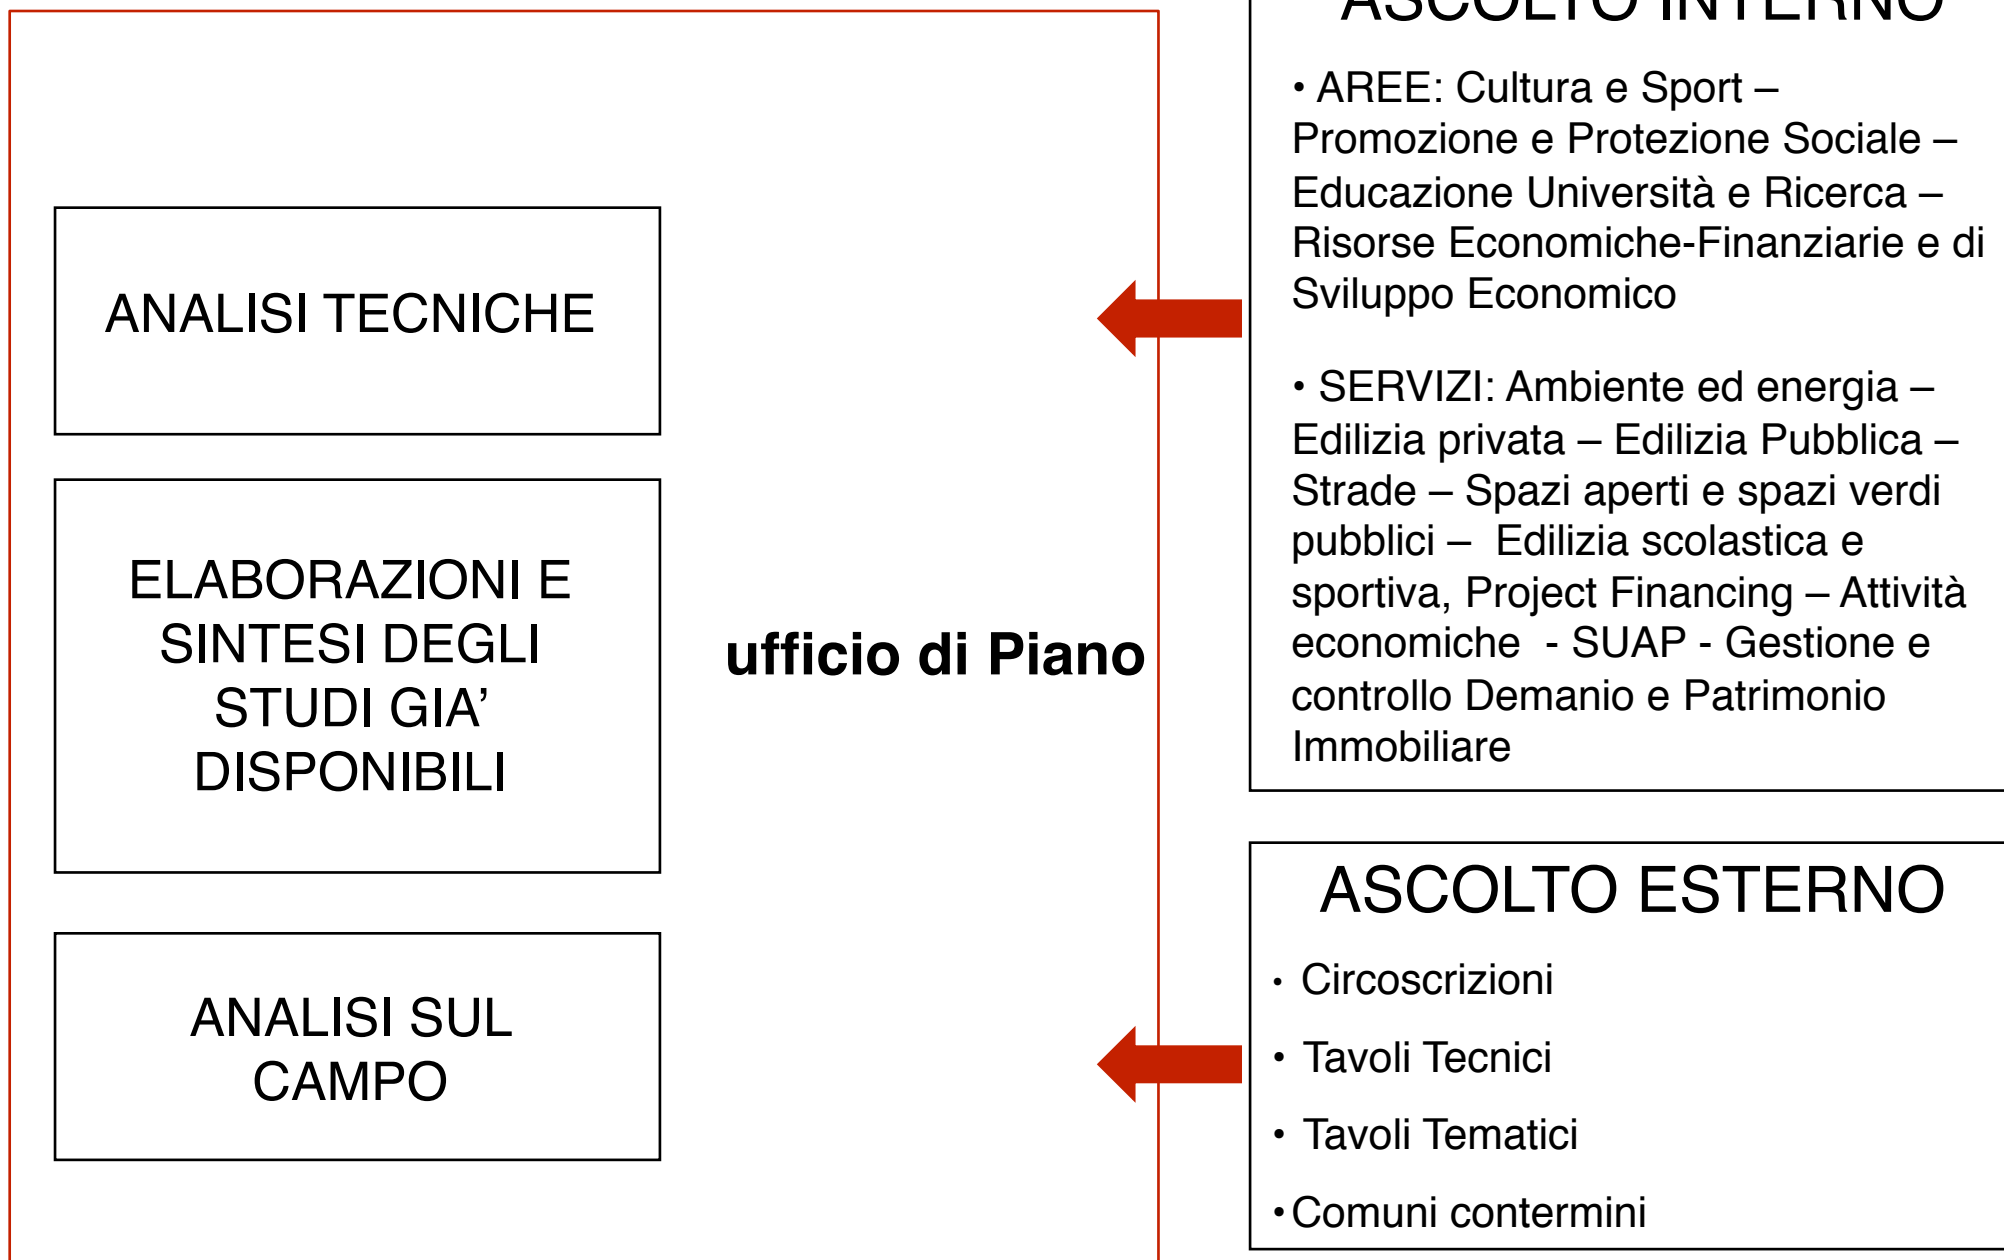 ANALISI TECNICHE
ELABORAZIONI E
SINTESI DEGLI
STUDI GIA’
DISPONIBILI
ANALISI SUL
CAMPO
ufficio di Piano
ASCOLTO INTERNO
• AREE: Cultura e Sport –
Promozione e Protezione Sociale –
Educazione Università e Ricerca –
Risorse Economiche-Finanziarie e di
Sviluppo Economico
• SERVIZI: Ambiente ed energia –
Edilizia privata – Edilizia Pubblica –
Strade – Spazi aperti e spazi verdi
pubblici – Edilizia scolastica e
sportiva, Project Financing – Attività
economiche - SUAP - Gestione e
controllo Demanio e Patrimonio
Immobiliare
ASCOLTO ESTERNO
• Circoscrizioni
• Tavoli Tecnici
• Tavoli Tematici
• Comuni contermini